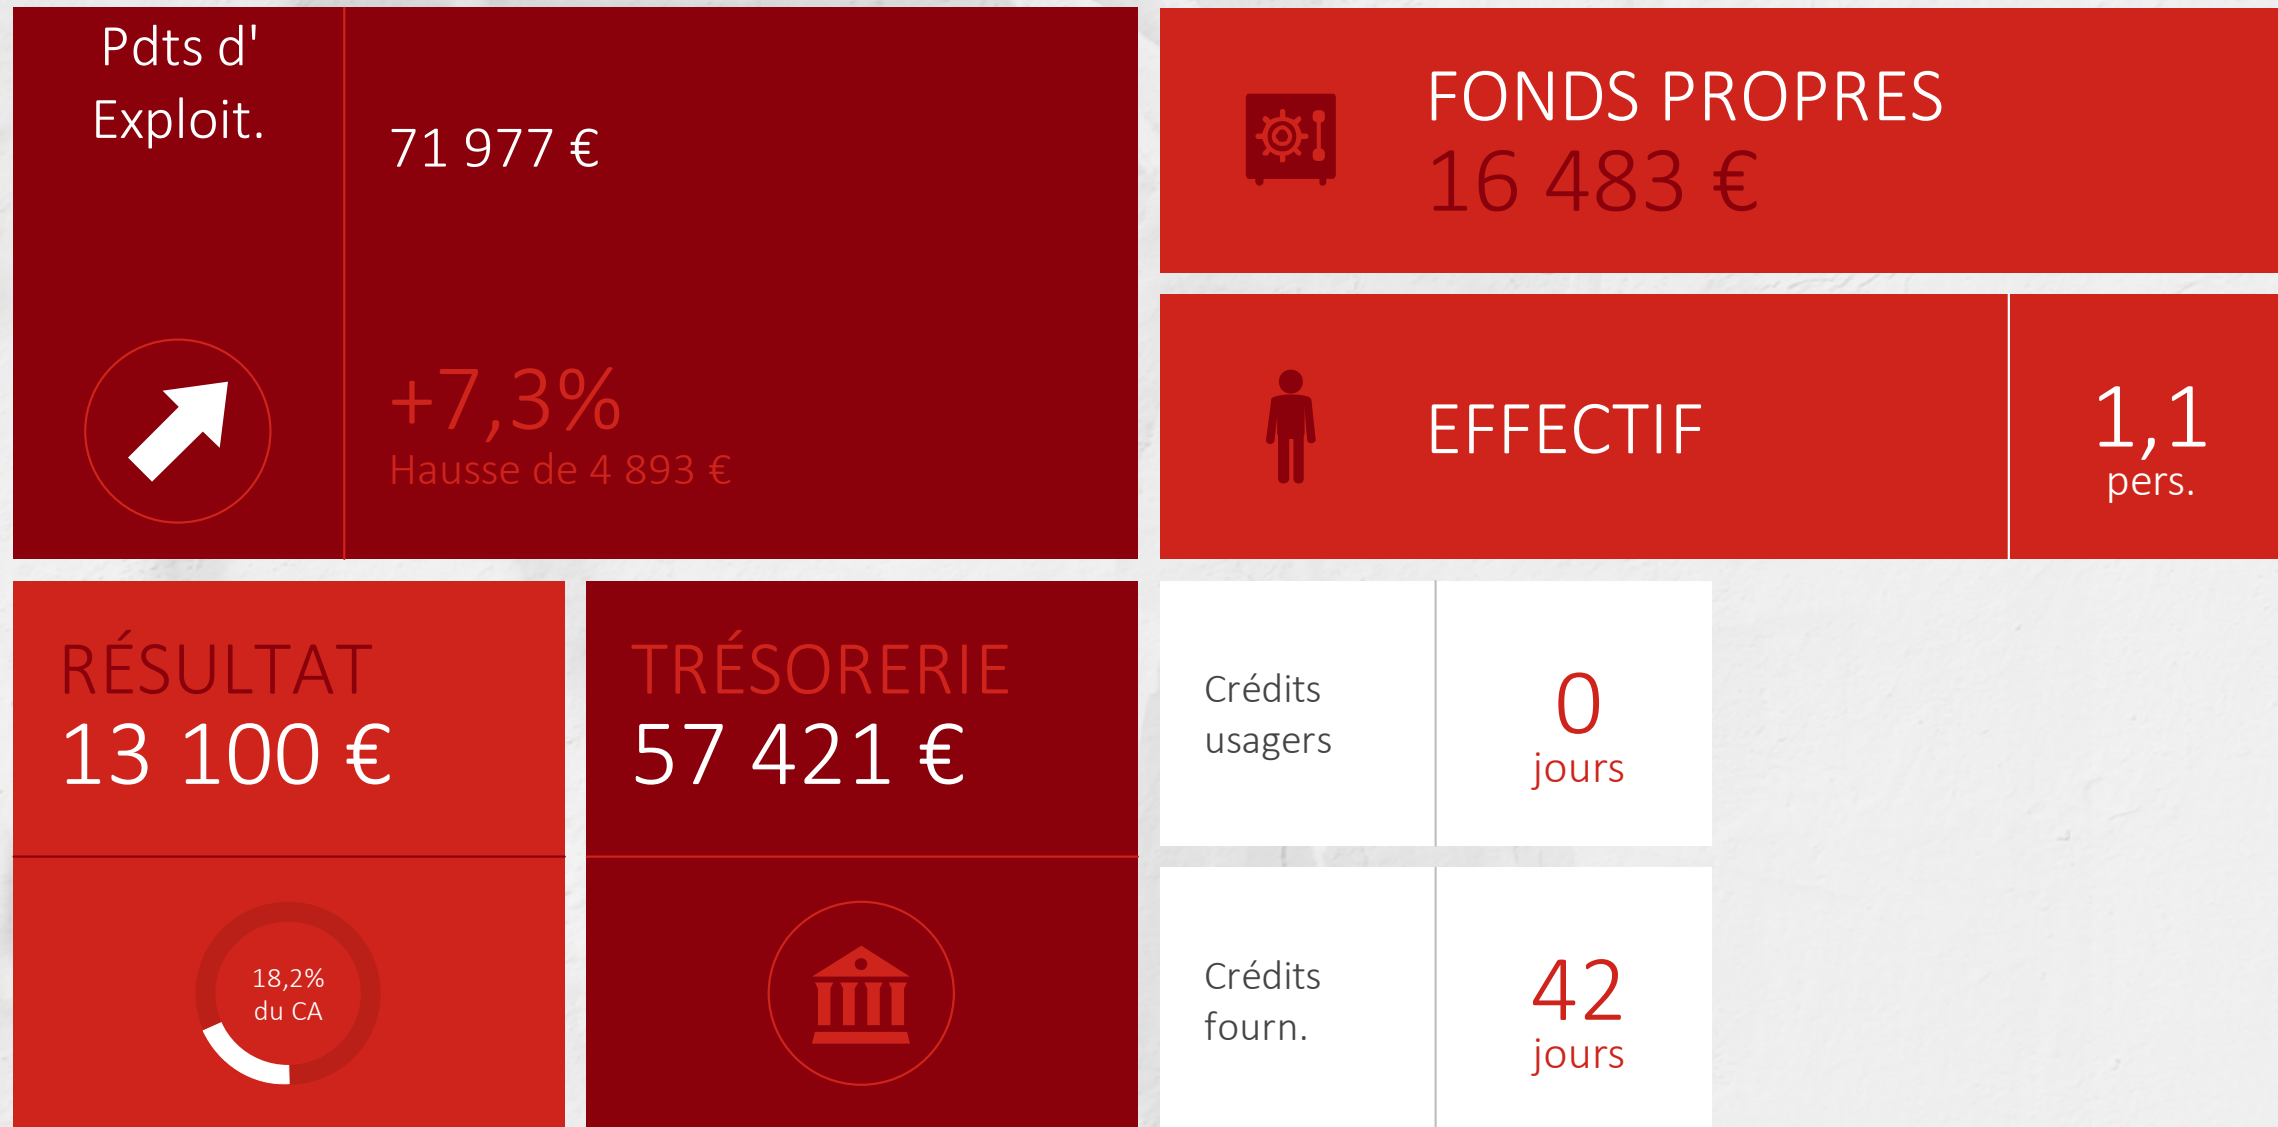 Pdts d'
Exploit.
71 977 €
+7,3%
Hausse de 4 893 €
FONDS PROPRES
16 483 €
EFFECTIF
1,1
pers.
RÉSULTAT
13 100 €
18,2%
du CA
TRÉSORERIE
57 421 €
Crédits
usagers
0
jours
Crédits
fourn.
42
jours